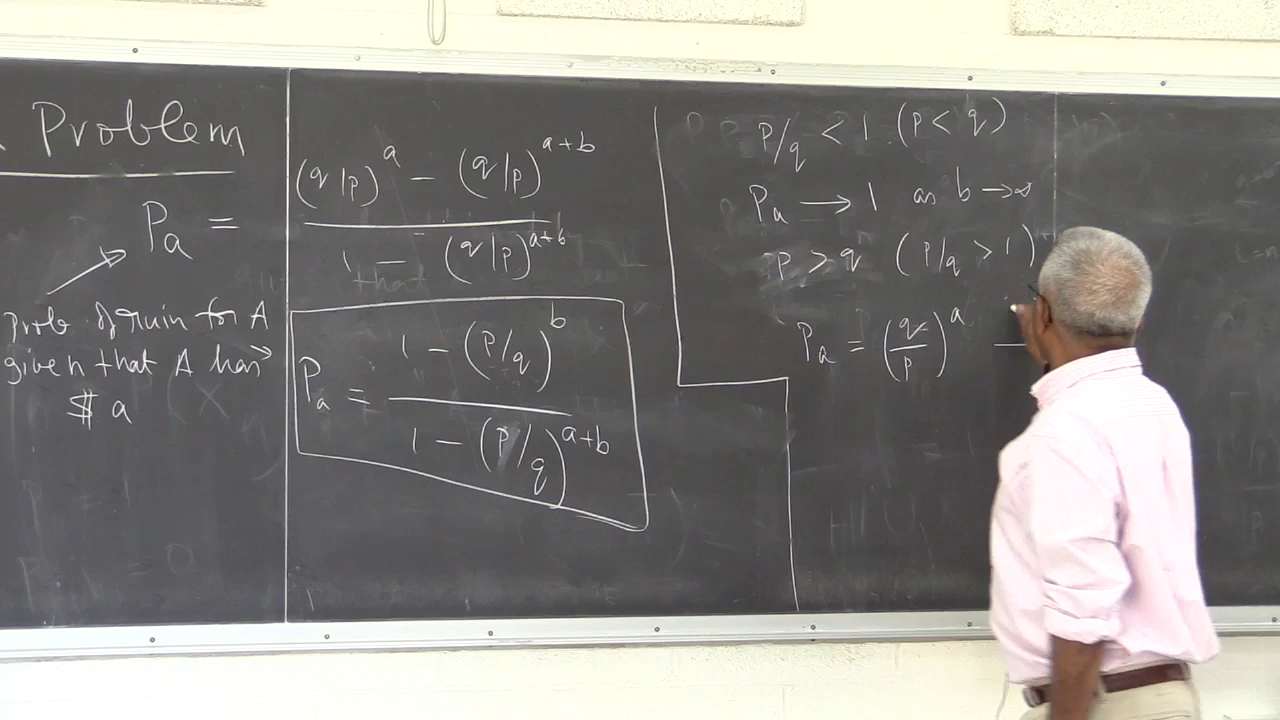 Problem
Pa =
prob of ruin for A
given that A has
$ a
(q/p)^a - (q/p)^{a+b}
1 - (q/p)^{a+b}
Pa = 1 - (p/q)^b
1 - (p/q)^{a+b}
p/q < 1 (p < q)
Pa → 1 as b → ∞
p > q (p/q > 1)
Pa = (q/p)^a